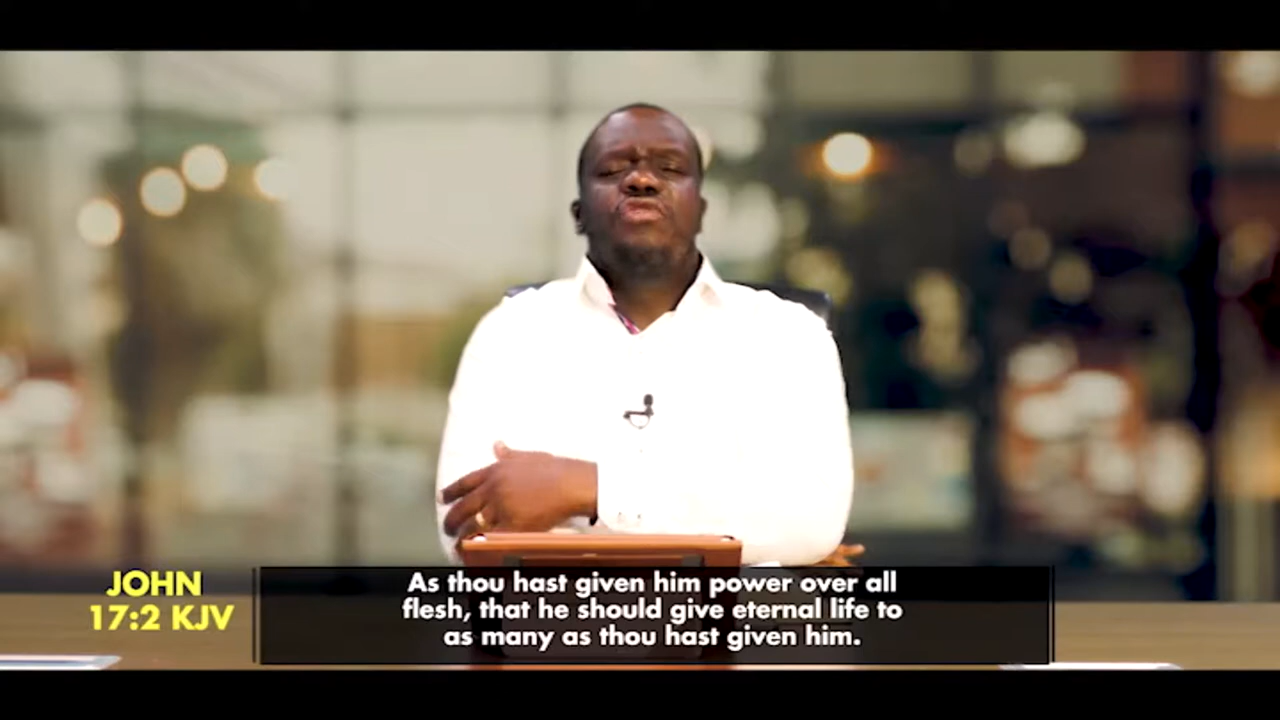 JOHN
17:2 KJV
As thou hast given him power over all
flesh, that he should give eternal life to
as many as thou hast given him.